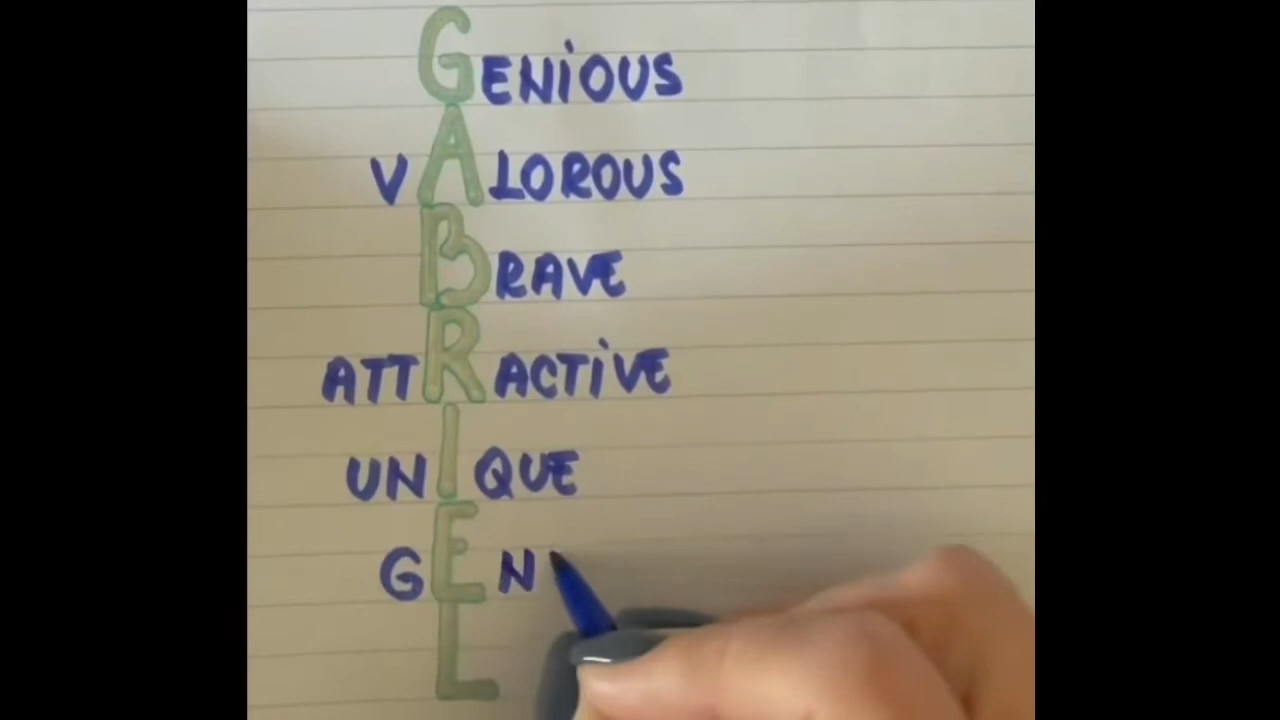 GENiOUS
VALOROUS
BRAVE
ATTRACTiVE
UNIQUE
GEN
L